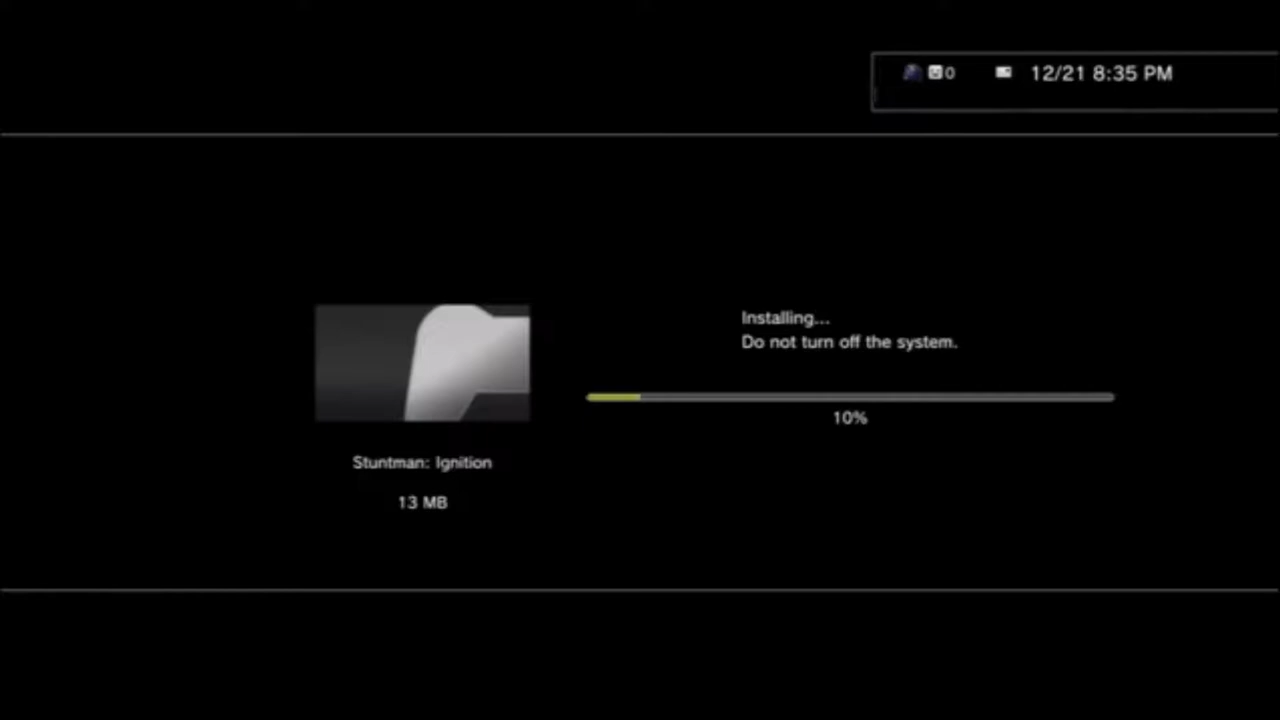 0 12/21 8:35 PM
Installing...
Do not turn off the system.
10%
Stuntman: Ignition
13 MB